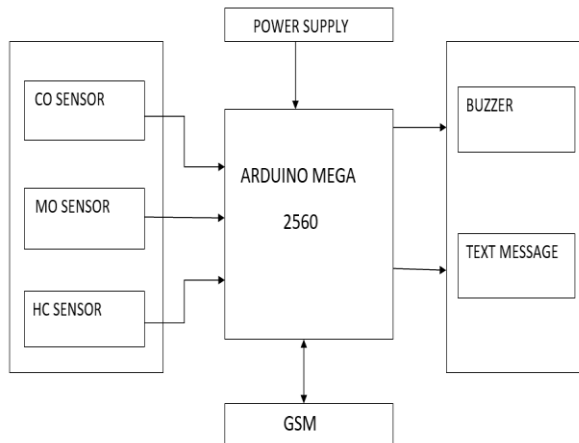 POWER SUPPLY
CO SENSOR
MO SENSOR
HC SENSOR
ARDUINO MEGA
2560
BUZZER
TEXT MESSAGE
GSM